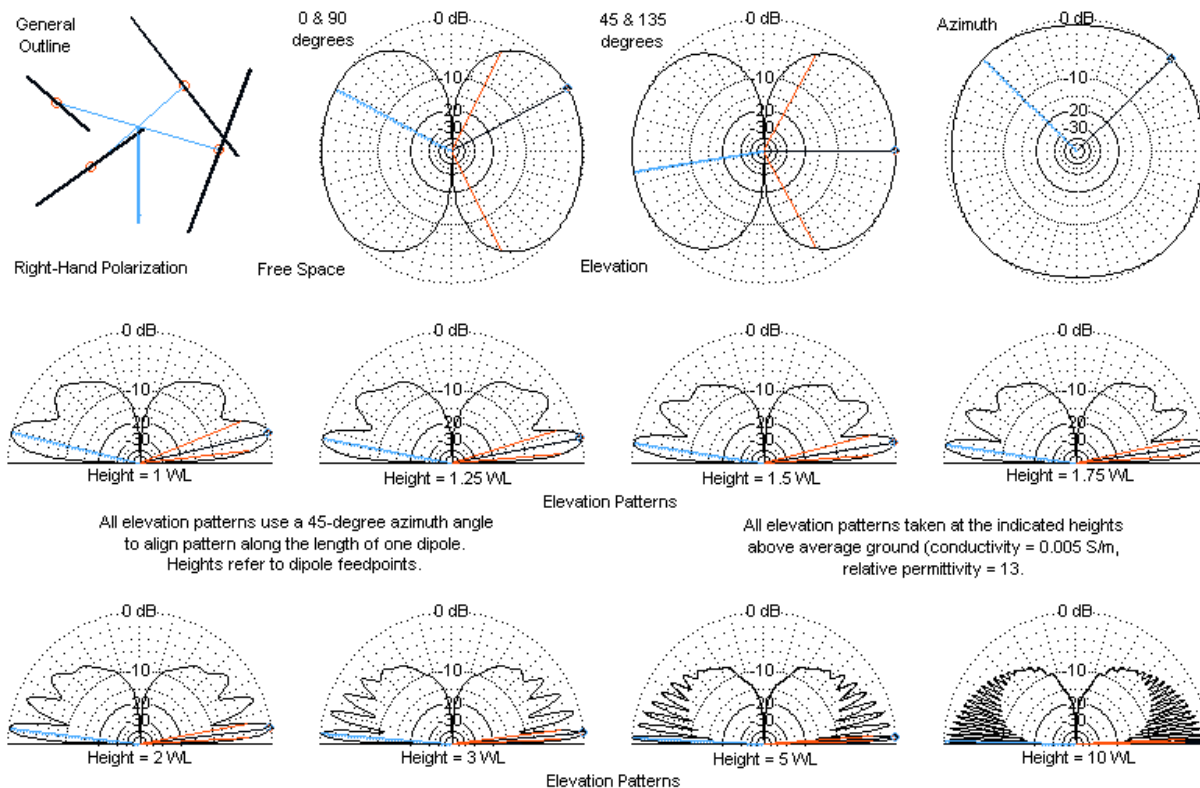 General
Outline
0 & 90
degrees
0 dB
10
20
30
45 & 135
degrees
0 dB
10
20
30
Azimuth
0 dB
10
20
30
Right-Hand Polarization
Free Space
Elevation
0 dB
10
20
30
Height = 1 WL
0 dB
10
20
30
Height = 1.25 WL
0 dB
10
20
30
Height = 1.5 WL
0 dB
10
20
30
Height = 1.75 WL
Elevation Patterns
All elevation patterns use a 45-degree azimuth angle
to align pattern along the length of one dipole.
Heights refer to dipole feedpoints.
All elevation patterns taken at the indicated heights
above average ground (conductivity = 0.005 S/m,
relative permittivity = 13.
0 dB
10
20
30
Height = 2 WL
0 dB
10
20
30
Height = 3 WL
0 dB
10
20
30
Height = 5 WL
0 dB
10
20
30
Height = 10 WL
Elevation Patterns